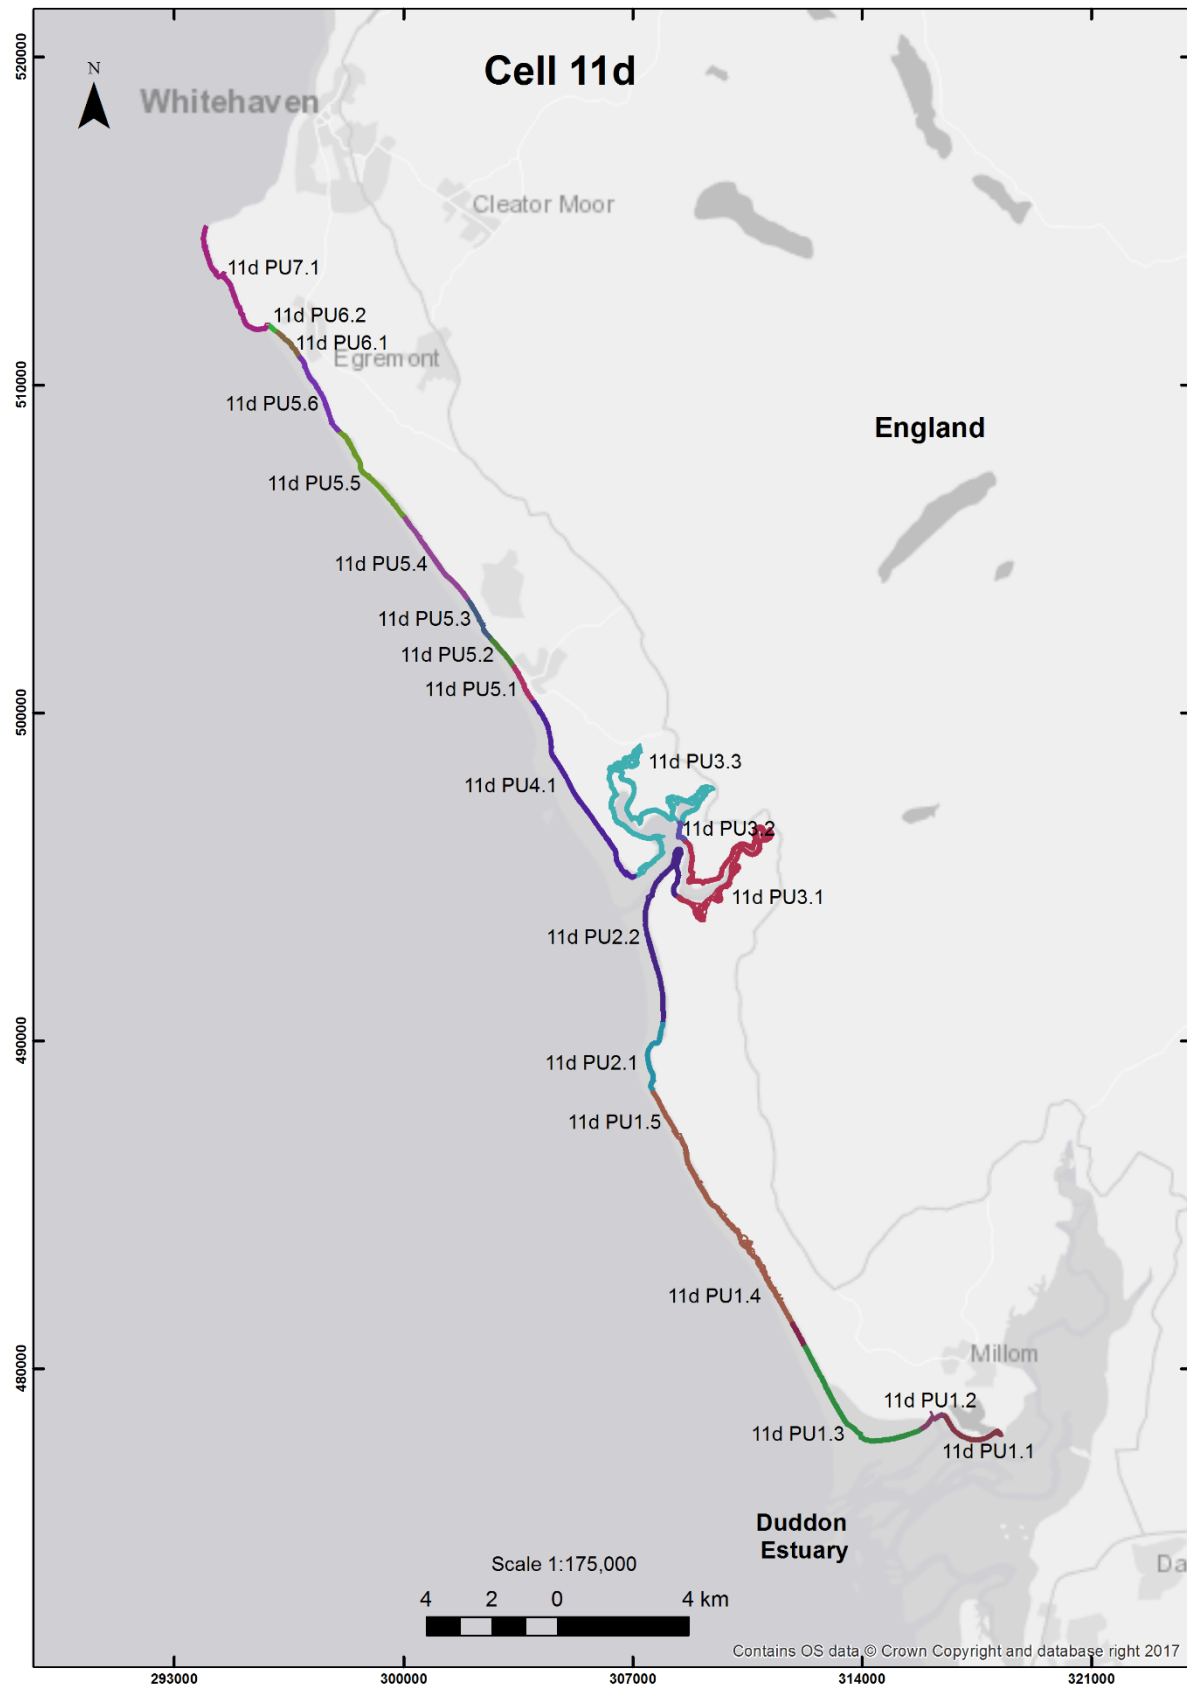 Cell 11d
N
Whitehaven
Cleator Moor
11d PU7.1
11d PU6.2
11d PU6.1
Egremont
11d PU5.6
England
11d PU5.5
11d PU5.4
11d PU5.3
11d PU5.2
11d PU5.1
11d PU3.3
11d PU4.1
11d PU3.2
11d PU3.1
11d PU2.2
11d PU2.1
11d PU1.5
11d PU1.4
Millom
11d PU1.2
11d PU1.3
11d PU1.1
Duddon
Estuary
Scale 1:175,000
Da
4 2 0 4 km
Contains OS data © Crown Copyright and database right 2017
520000
510000
500000
490000
480000
293000 300000 307000 314000 321000